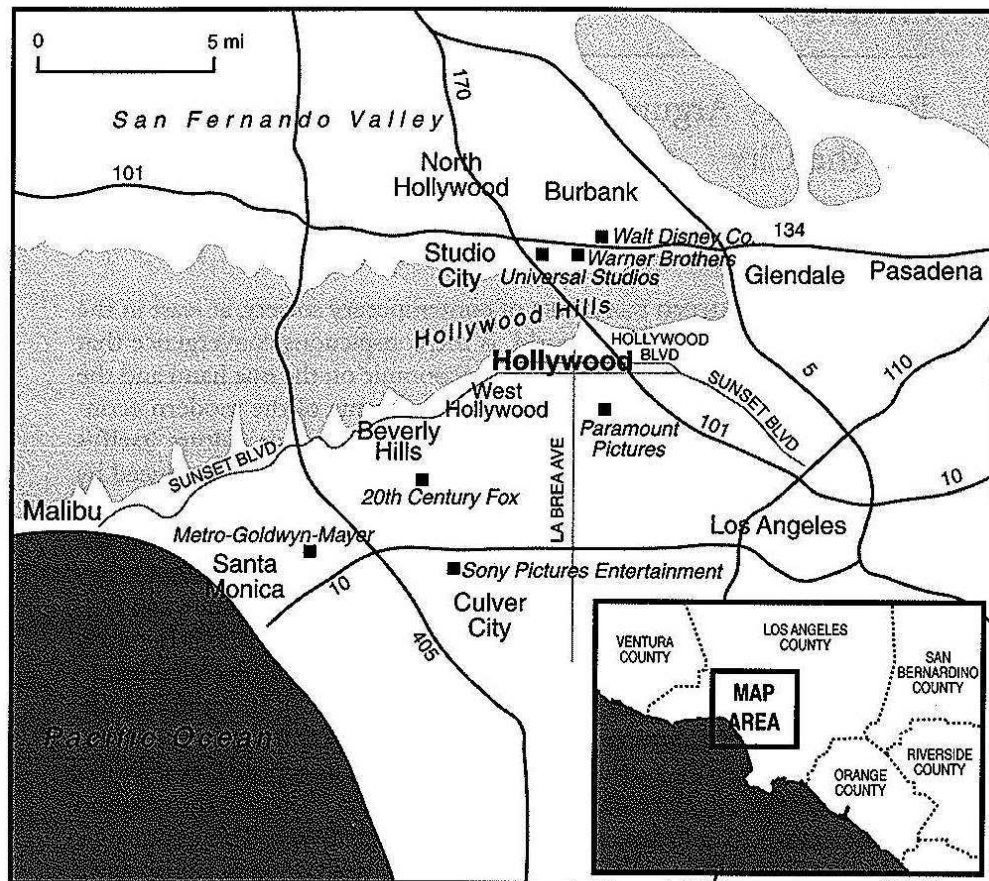 0 5 mi
San Fernando Valley
170
101
North
Hollywood
Burbank
Walt Disney Co.
134
Studio
City
Warner Brothers
Universal Studios
Glendale
Pasadena
Hollywood Hills
HOLLYWOOD
BLVD
Hollywood
5
110
West
Hollywood
SUNSET BLVD
Paramount
Pictures
101
Beverly
Hills
SUNSET BLVD
20th Century Fox
LA BREA AVE
10
Malibu
Los Angeles
Metro-Goldwyn-Mayer
Santa
Monica
10
Sony Pictures Entertainment
Culver
City
405
Pacific Ocean
VENTURA
COUNTY
LOS ANGELES
COUNTY
SAN
BERNARDINO
COUNTY
MAP
AREA
RIVERSIDE
COUNTY
ORANGE
COUNTY